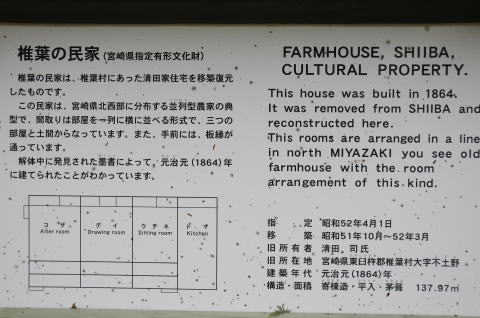 椎葉の民家(宮崎県指定有形文化財)
椎葉の民家は、椎葉村にあった清田家住宅を移築復元
したものです。
この民家は、宮崎県北西部に分布する並列型農家の典
型で、間取りは部屋を一列に横に並べる形式で、三つの
部屋と土間からなっています。また、手前には、板縁が
通っています。
解体中に発見された墨書によって、元治元(1864)年
に建てられたことがわかっています。
コザ
Alter room
デイ
Drawing room
ウチネ
Sitting room
ドマ
Kitchen
FARMHOUSE, SHIIBA,
CULTURAL PROPERTY.
This house was built in 1864.
It was removed from SHIIBA and
reconstructed here.
This rooms are arranged in a line
in north MIYAZAKI you see old
farmhouse with the room
arrangement of this kind.
指定 昭和52年4月1日
移築 昭和51年10月～52年3月
旧所有者 清田 司氏
旧所在地 宮崎県東臼杵郡椎葉村大字不土野
建築年代 元治元(1864)年
構造・面積 寄棟造・平入・茅葺 137.97㎡